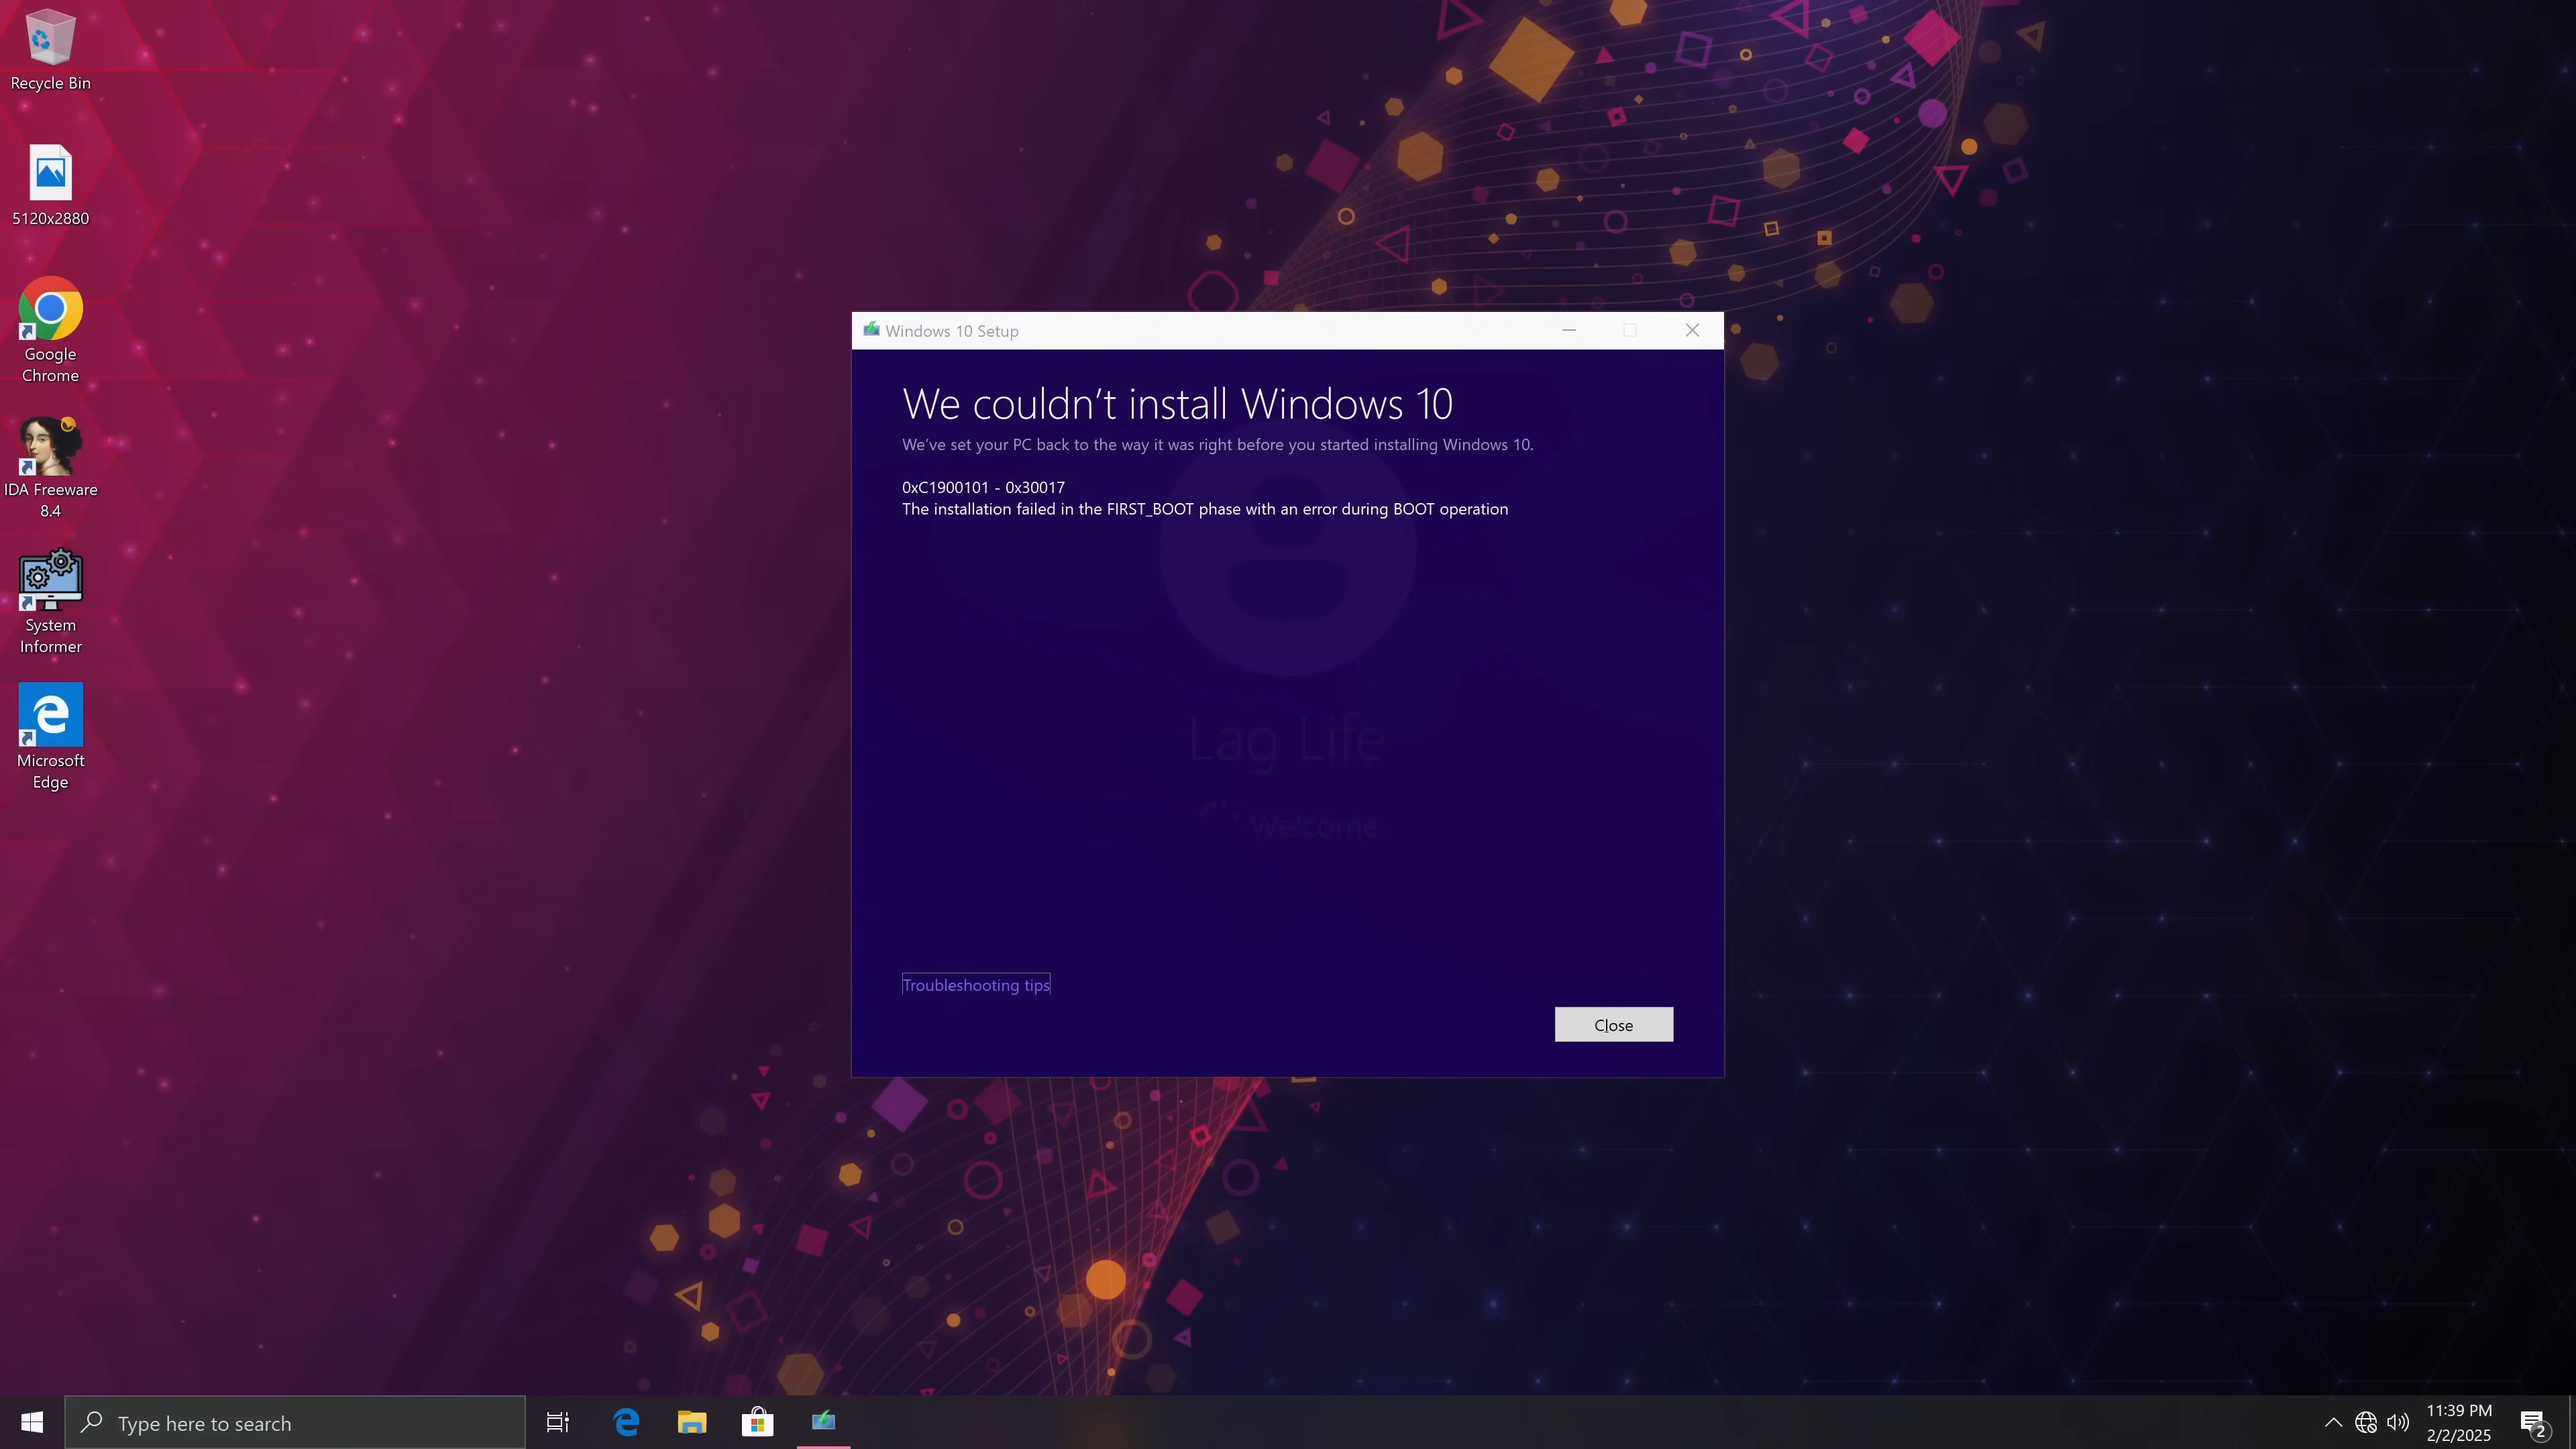 Recycle Bin
5120x2880
Google
Chrome
IDA Freeware
8.4
System
Informer
Microsoft
Edge
Windows 10 Setup
We couldn’t install Windows 10
We’ve set your PC back to the way it was right before you started installing Windows 10.
0xC1900101 - 0x30017
The installation failed in the FIRST_BOOT phase with an error during BOOT operation
Lag Life
Welcome
Troubleshooting tips
Close
Type here to search
11:39 PM
2/2/2025
2